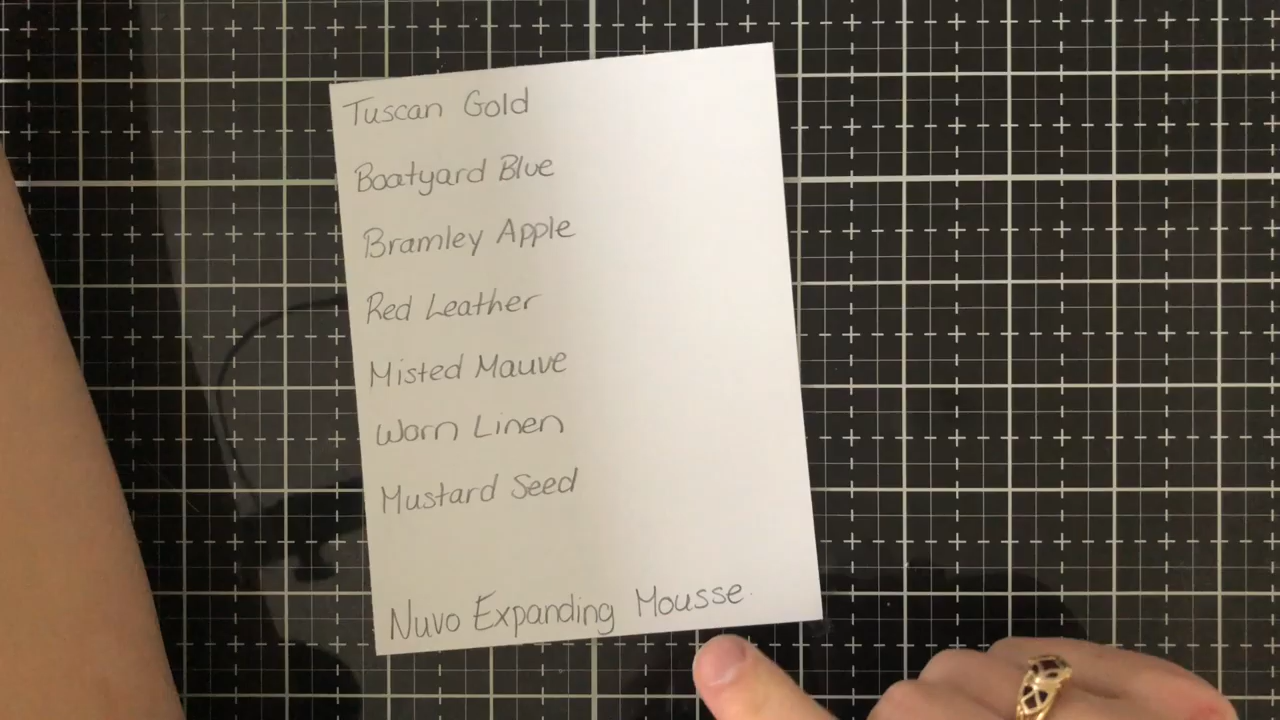 Tuscan Gold
Boatyard Blue
Bramley Apple
Red Leather
Misted Mauve
Worn Linen
Mustard Seed
Nuvo Expanding Mousse.